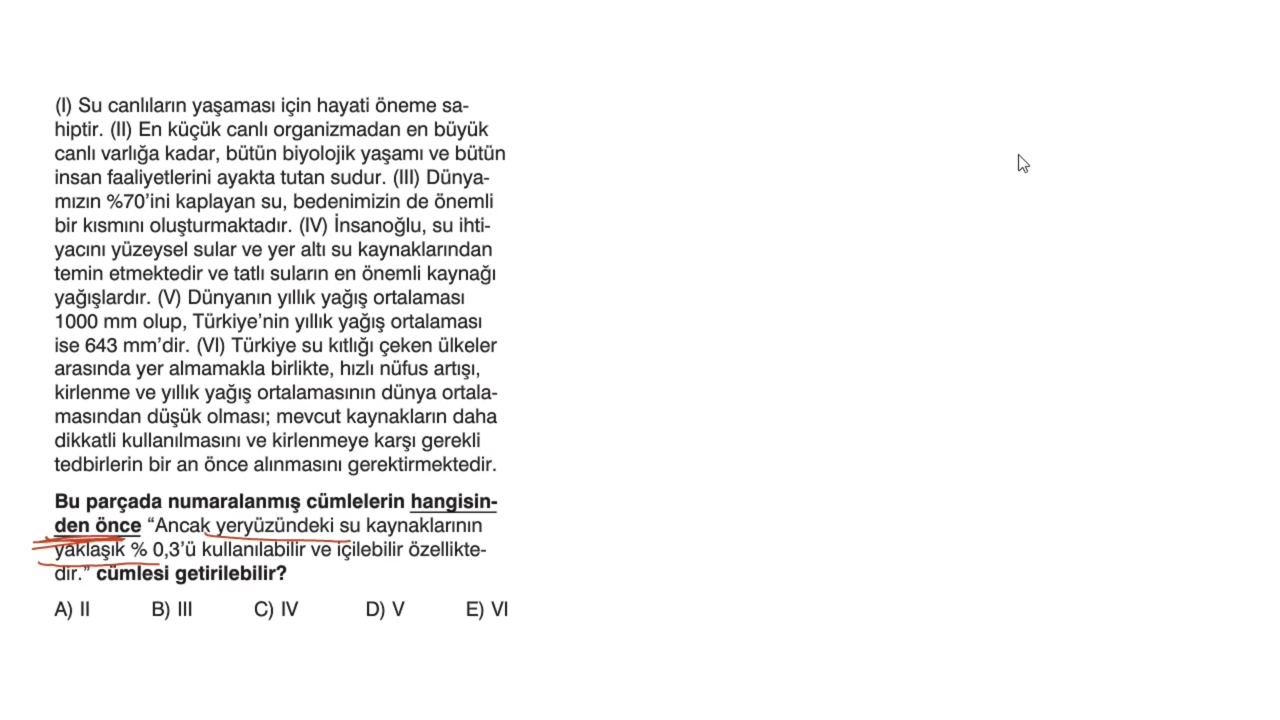 (I) Su canlıların yaşaması için hayati öneme sa-
hiptir. (II) En küçük canlı organizmadan en büyük
canlı varlığa kadar, bütün biyolojik yaşamı ve bütün
insan faaliyetlerini ayakta tutan sudur. (III) Dünya-
mızın %70’ini kaplayan su, bedenimizin de önemli
bir kısmını oluşturmaktadır. (IV) İnsanoğlu, su ihti-
yacını yüzeysel sular ve yer altı su kaynaklarından
temin etmektedir ve tatlı suların en önemli kaynağı
yağışlardır. (V) Dünyanın yıllık yağış ortalaması
1000 mm olup, Türkiye’nin yıllık yağış ortalaması
ise 643 mm’dir. (VI) Türkiye su kıtlığı çeken ülkeler
arasında yer almamakla birlikte, hızlı nüfus artışı,
kirlenme ve yıllık yağış ortalamasının dünya ortala-
masından düşük olması; mevcut kaynakların daha
dikkatli kullanılmasını ve kirlenmeye karşı gerekli
tedbirlerin bir an önce alınmasını gerektirmektedir.
Bu parçada numaralanmış cümlelerin hangisin-
den önce “Ancak yeryüzündeki su kaynaklarının
yaklaşık % 0,3’ü kullanılabilir ve içilebilir özellikte-
dir.” cümlesi getirilebilir?
A) II B) III C) IV D) V E) VI